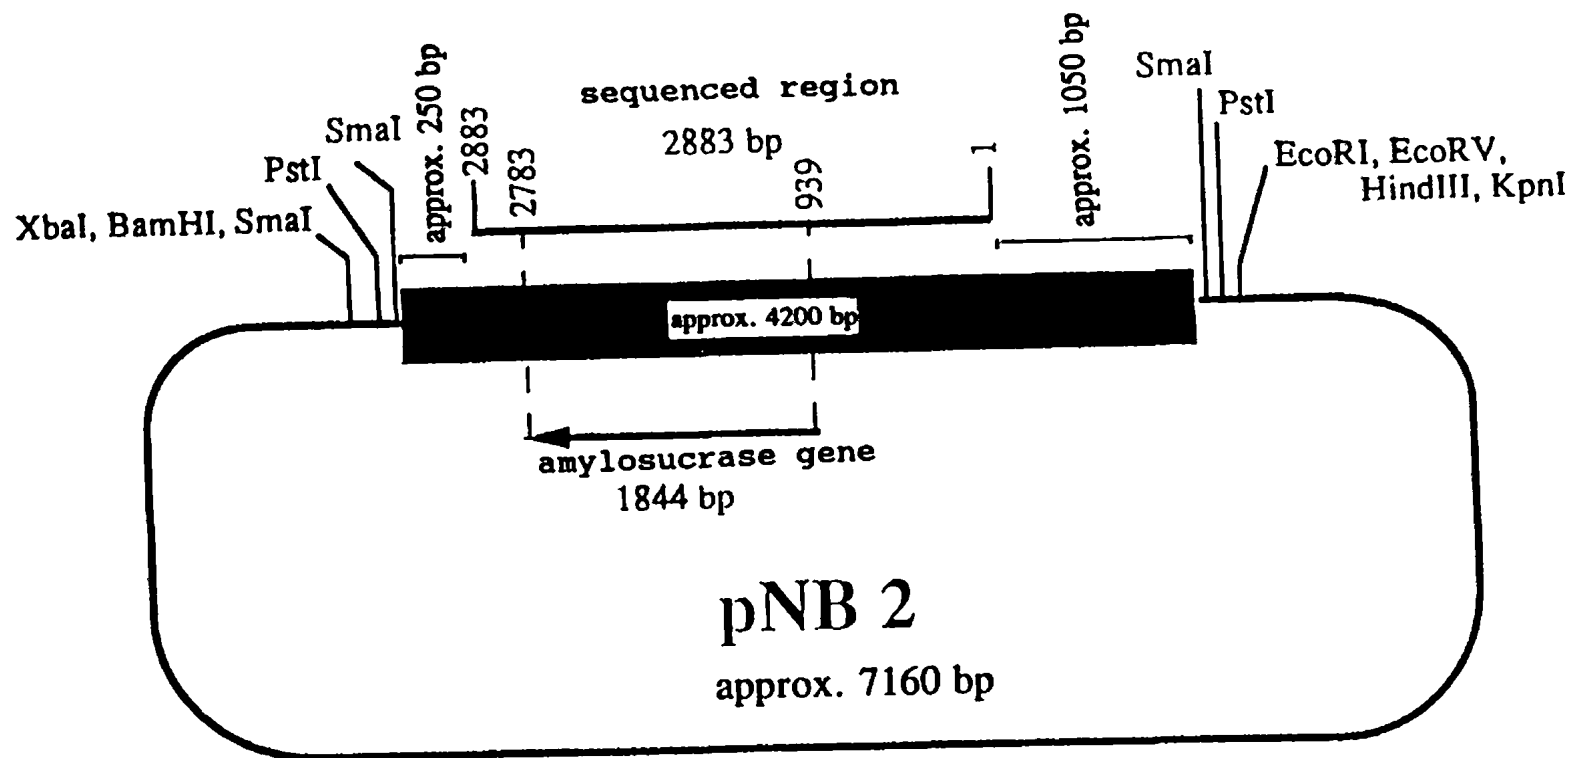 approx. 250 bp
2883
sequenced region
2883 bp
2783
939
1
approx. 1050 bp
SmaI
PstI
EcoRI, EcoRV,
HindIII, KpnI
SmaI
PstI
XbaI, BamHI, SmaI
approx. 4200 bp
amylosucrase gene
1844 bp
pNB 2
approx. 7160 bp